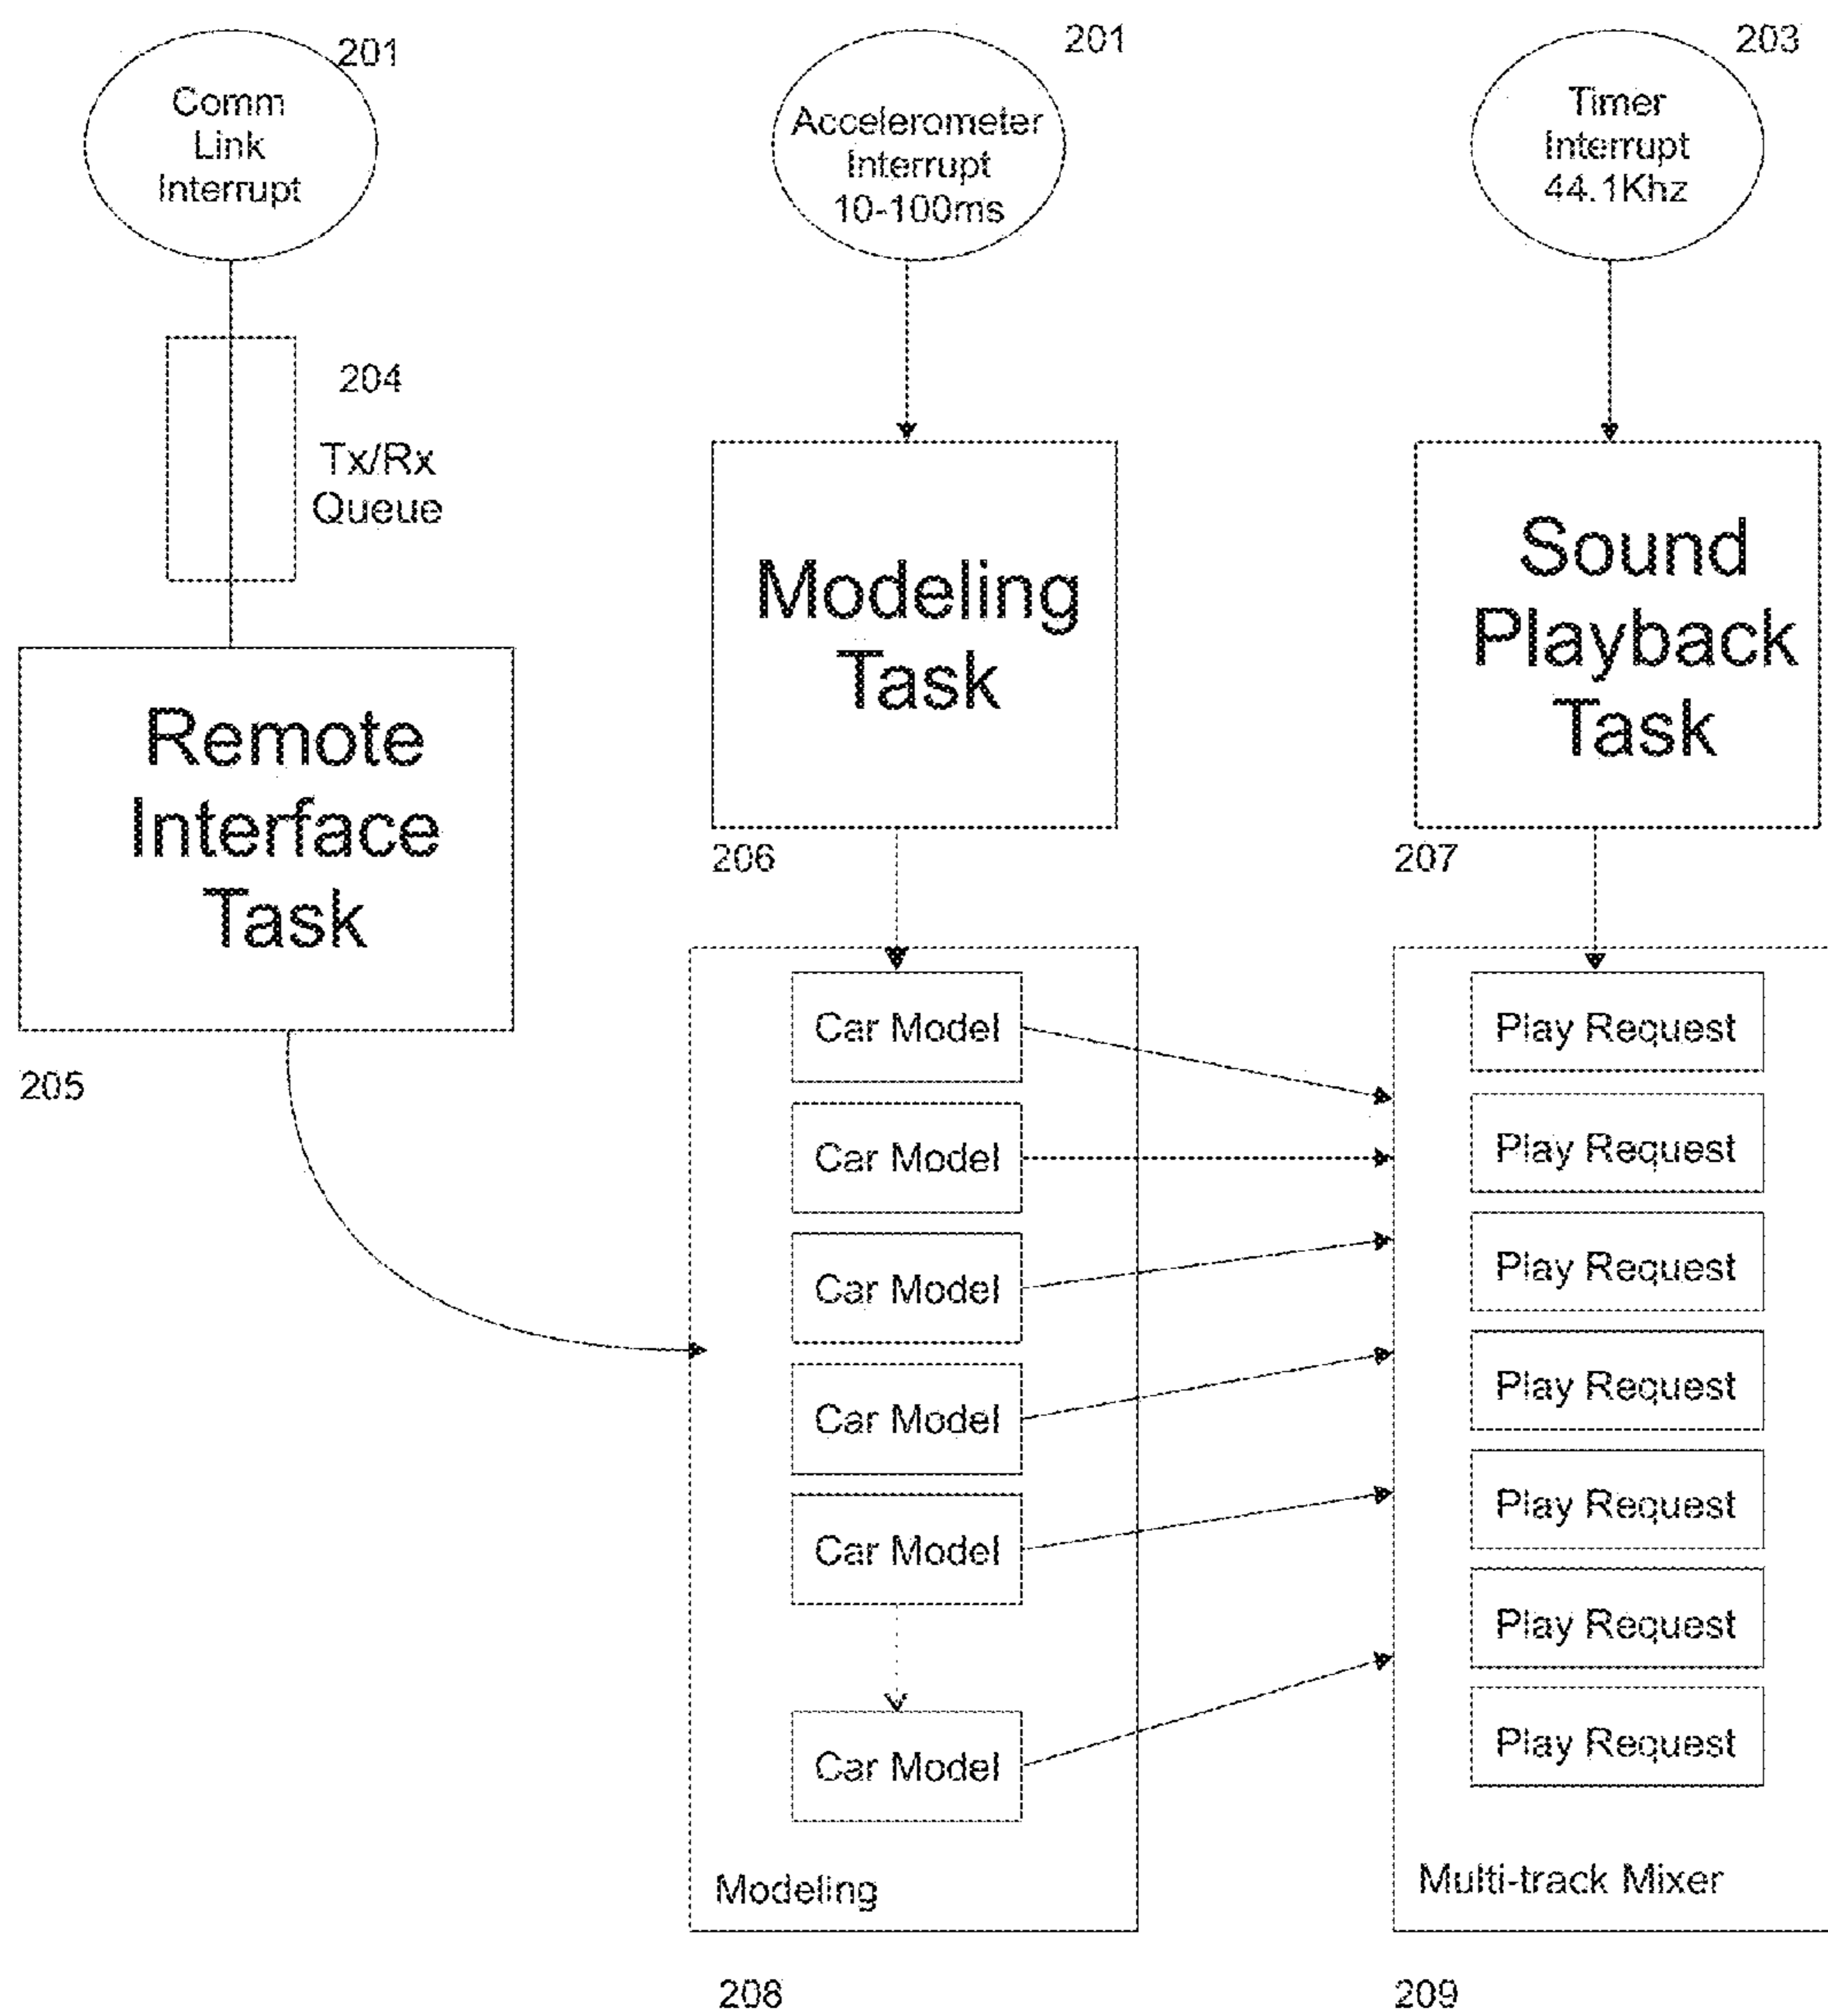 201
Comm
Link
Interrupt
201
Accelerometer
Interrupt
10-100ms
203
Timer
Interrupt
44.1Khz
204
Tx/Rx
Queue
Remote
Interface
Task
205
Modeling
Task
206
Sound
Playback
Task
207
Car Model
Car Model
Car Model
Car Model
Car Model
Car Model
Modeling
208
Play Request
Play Request
Play Request
Play Request
Play Request
Play Request
Play Request
Multi-track Mixer
209